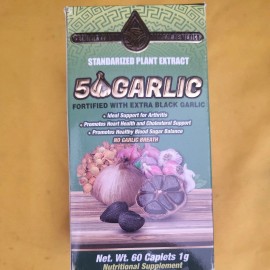 STANDARIZED PLANT EXTRACT
5 GARLIC
FORTIFIED WITH EXTRA BLACK GARLIC
• Ideal Support for Arthritis
• Promotes Heart Health and Cholesterol Support
• Promotes Healthy Blood Sugar Balance
NO GARLIC BREATH
Net. Wt. 60 Caplets 1g
Nutritional Supplement